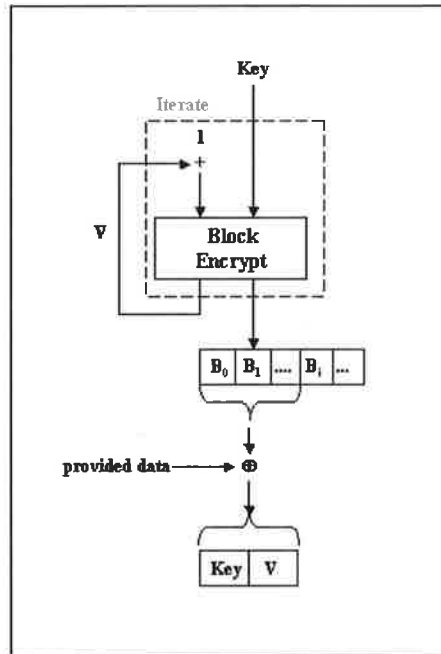 Key
Iterate
1
+
V
Block
Encrypt
B₀ B₁ .... Bᵢ ...
provided data ⊕
Key V